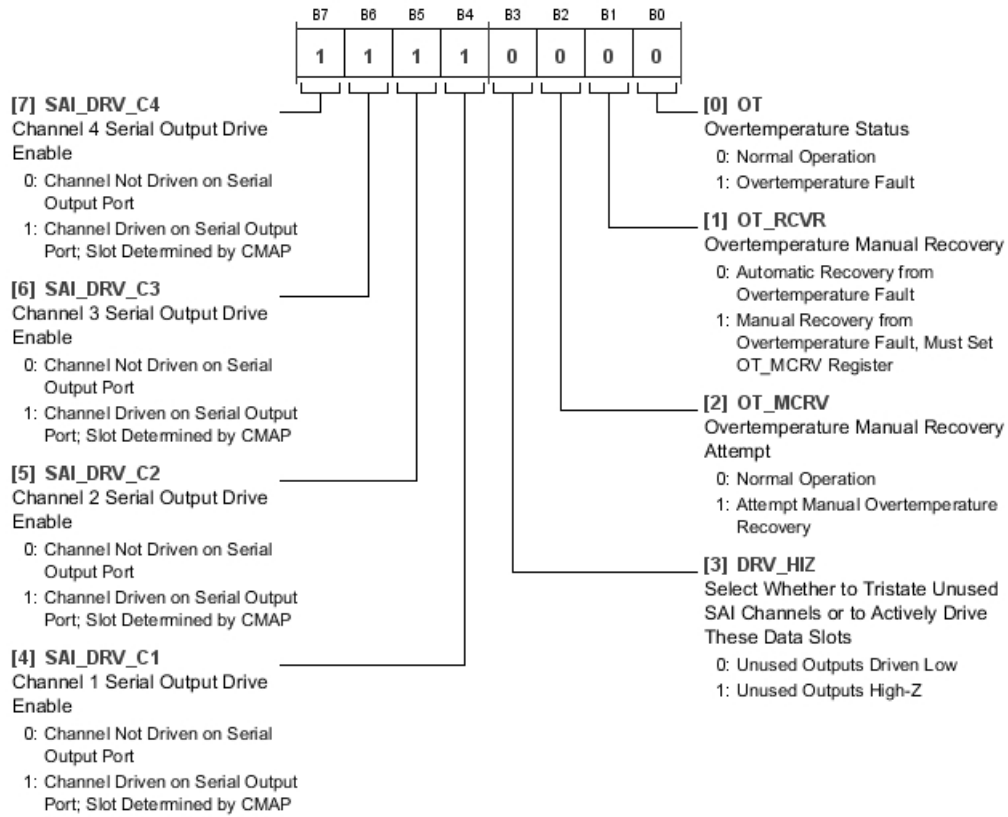 B7 B6 B5 B4 B3 B2 B1 B0
1 1 1 1 0 0 0 0
[7] SAI_DRV_C4
Channel 4 Serial Output Drive
Enable
0: Channel Not Driven on Serial
Output Port
1: Channel Driven on Serial Output
Port; Slot Determined by CMAP
[6] SAI_DRV_C3
Channel 3 Serial Output Drive
Enable
0: Channel Not Driven on Serial
Output Port
1: Channel Driven on Serial Output
Port; Slot Determined by CMAP
[5] SAI_DRV_C2
Channel 2 Serial Output Drive
Enable
0: Channel Not Driven on Serial
Output Port
1: Channel Driven on Serial Output
Port; Slot Determined by CMAP
[4] SAI_DRV_C1
Channel 1 Serial Output Drive
Enable
0: Channel Not Driven on Serial
Output Port
1: Channel Driven on Serial Output
Port; Slot Determined by CMAP
[0] OT
Overtemperature Status
0: Normal Operation
1: Overtemperature Fault
[1] OT_RCVR
Overtemperature Manual Recovery
0: Automatic Recovery from
Overtemperature Fault
1: Manual Recovery from
Overtemperature Fault, Must Set
OT_MCRV Register
[2] OT_MCRV
Overtemperature Manual Recovery
Attempt
0: Normal Operation
1: Attempt Manual Overtemperature
Recovery
[3] DRV_HIZ
Select Whether to Tristate Unused
SAI Channels or to Actively Drive
These Data Slots
0: Unused Outputs Driven Low
1: Unused Outputs High-Z